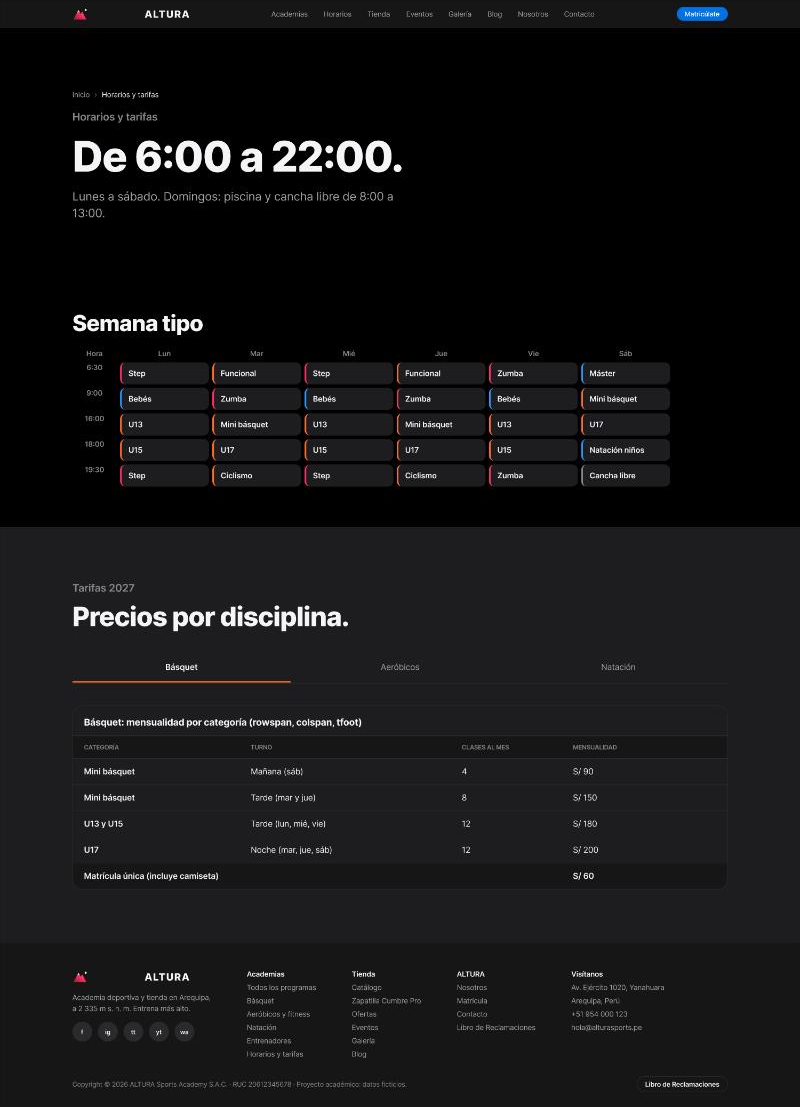 ALTURA Academias Horarios Tienda Eventos Galería Blog Nosotros Contacto Matricúlate
Inicio › Horarios y tarifas
Horarios y tarifas
De 6:00 a 22:00.
Lunes a sábado. Domingos: piscina y cancha libre de 8:00 a
13:00.
Semana tipo
Hora Lun Mar Mié Jue Vie Sáb
6:30 Step Funcional Step Funcional Zumba Máster
9:00 Bebés Zumba Bebés Zumba Bebés Mini básquet
16:00 U13 Mini básquet U13 Mini básquet U13 U17
18:00 U15 U17 U15 U17 U15 Natación niños
19:30 Step Ciclismo Step Ciclismo Zumba Cancha libre
Tarifas 2027
Precios por disciplina.
Básquet Aeróbicos Natación
Básquet: mensualidad por categoría (rowspan, colspan, tfoot)
CATEGORÍA TURNO CLASES AL MES MENSUALIDAD
Mini básquet Mañana (sáb) 4 S/ 90
Mini básquet Tarde (mar y jue) 8 S/ 150
U13 y U15 Tarde (lun, mié, vie) 12 S/ 180
U17 Noche (mar, jue, sáb) 12 S/ 200
Matrícula única (incluye camiseta) S/ 60
ALTURA
Academia deportiva y tienda en Arequipa,
a 2 335 m s. n. m. Entrena más alto.
f ig tt yt wa
Academias
Todos los programas
Básquet
Aeróbicos y fitness
Natación
Entrenadores
Horarios y tarifas
Tienda
Catálogo
Zapatilla Cumbre Pro
Ofertas
Eventos
Galería
Blog
ALTURA
Nosotros
Matrícula
Contacto
Libro de Reclamaciones
Visítanos
Av. Ejército 1020, Yanahuara
Arequipa, Perú
+51 954 000 123
hola@alturasports.pe
Copyright © 2026 ALTURA Sports Academy S.A.C. · RUC 20612345678 · Proyecto académico: datos ficticios.
Libro de Reclamaciones